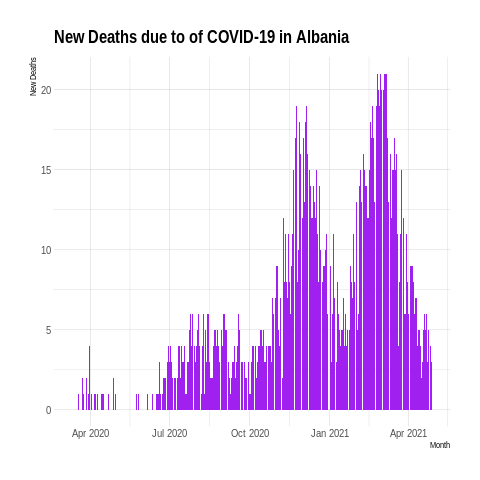 New Deaths due to of COVID-19 in Albania
New Deaths
20
15
10
5
0
Apr 2020 Jul 2020 Oct 2020 Jan 2021 Apr 2021
Month